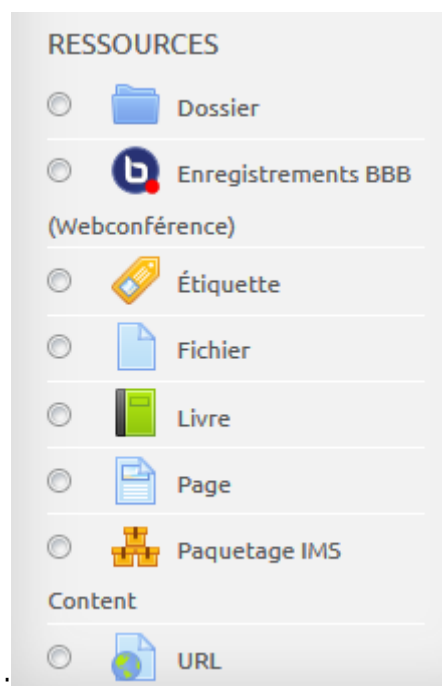 RESSOURCES
Dossier
Enregistrements BBB
(Webconférence)
Étiquette
Fichier
Livre
Page
Paquetage IMS
Content
. URL